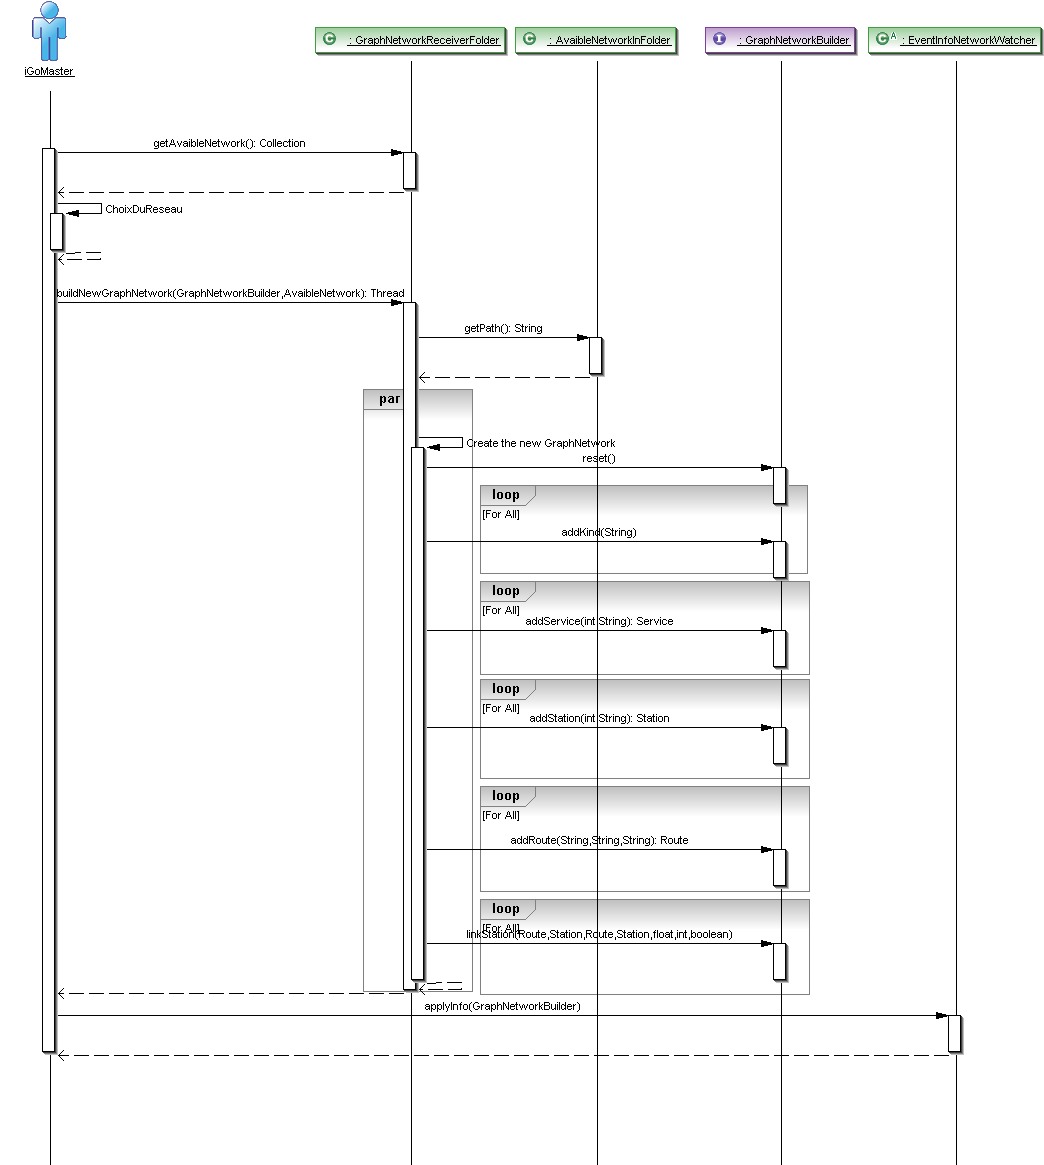 iGoMaster
C : GraphNetworkReceiverFolder
C : AvaibleNetworkInFolder
I : GraphNetworkBuilder
C A : EventInfoNetworkWatcher
getAvaibleNetwork(): Collection
ChoixDuReseau
buildNewGraphNetwork(GraphNetworkBuilder,AvaibleNetwork): Thread
getPath(): String
par
Create the new GraphNetwork
reset()
loop
[For All]
addKind(String)
loop
[For All]
addService(int String): Service
loop
[For All]
addStation(int String): Station
loop
[For All]
addRoute(String,String,String): Route
loop
[For All]
linkStation(Route,Station,Route,Station,float,int,boolean)
applyInfo(GraphNetworkBuilder)